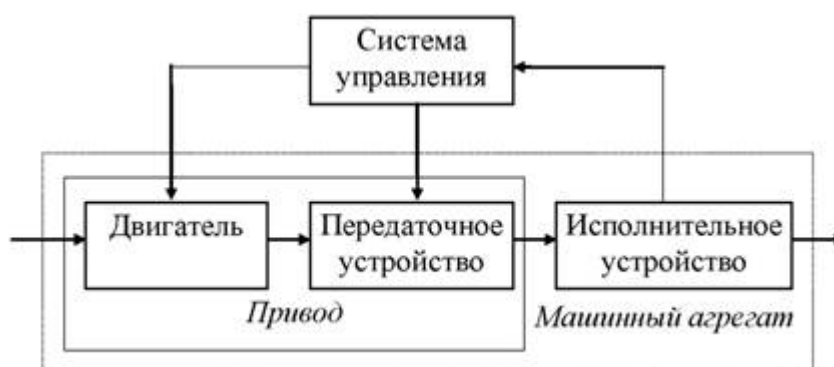 Система
управления
Двигатель
Передаточное
устройство
Исполнительное
устройство
Привод
Машинный агрегат